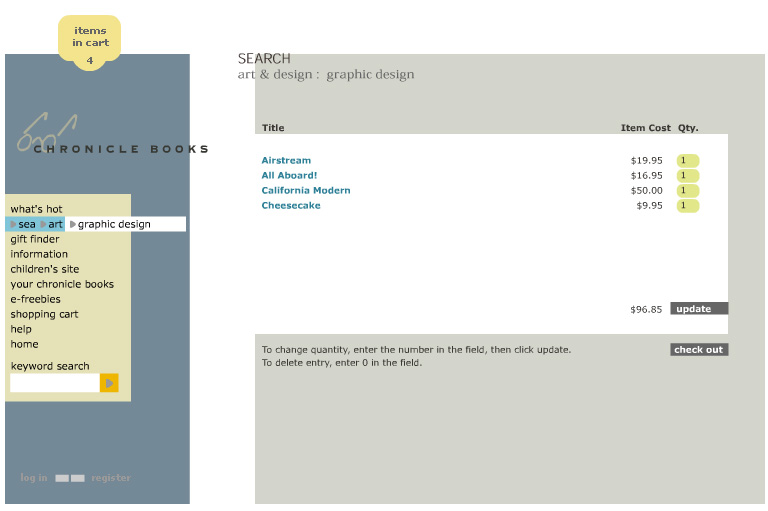 items
in cart
4
SEARCH
art & design : graphic design
CHRONICLE BOOKS
what's hot
sea art graphic design
gift finder
information
children's site
your chronicle books
e-freebies
shopping cart
help
home
keyword search
log in register
Title Item Cost Qty.
Airstream $19.95 1
All Aboard! $16.95 1
California Modern $50.00 1
Cheesecake $9.95 1
$96.85 update
To change quantity, enter the number in the field, then click update. check out
To delete entry, enter 0 in the field.